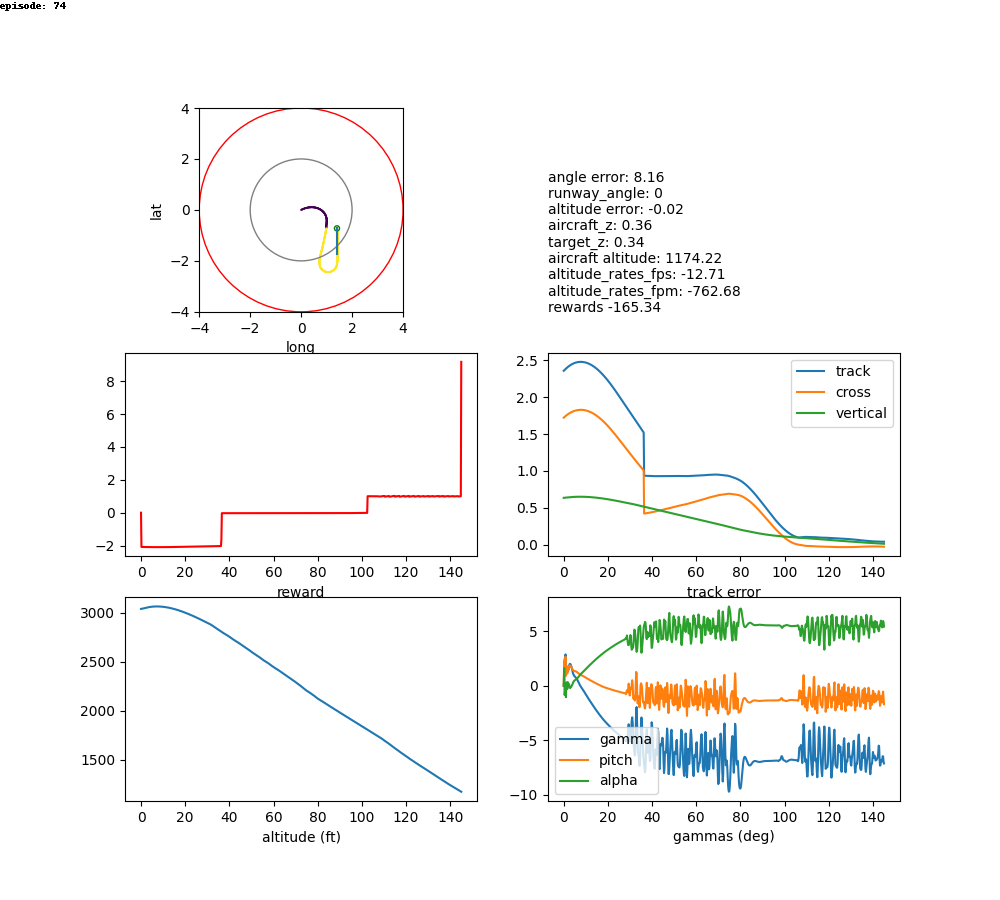 episode: 74
4
2
0
−2
−4
lat
−4 −2 0 2 4
long
angle error: 8.16
runway_angle: 0
altitude error: -0.02
aircraft_z: 0.36
target_z: 0.34
aircraft altitude: 1174.22
altitude_rates_fps: -12.71
altitude_rates_fpm: -762.68
rewards -165.34
8
6
4
2
0
−2
0 20 40 60 80 100 120 140
reward
2.5
2.0
1.5
1.0
0.5
0.0
track
cross
vertical
0 20 40 60 80 100 120 140
track error
3000
2500
2000
1500
0 20 40 60 80 100 120 140
altitude (ft)
5
0
−5
−10
gamma
pitch
alpha
0 20 40 60 80 100 120 140
gammas (deg)